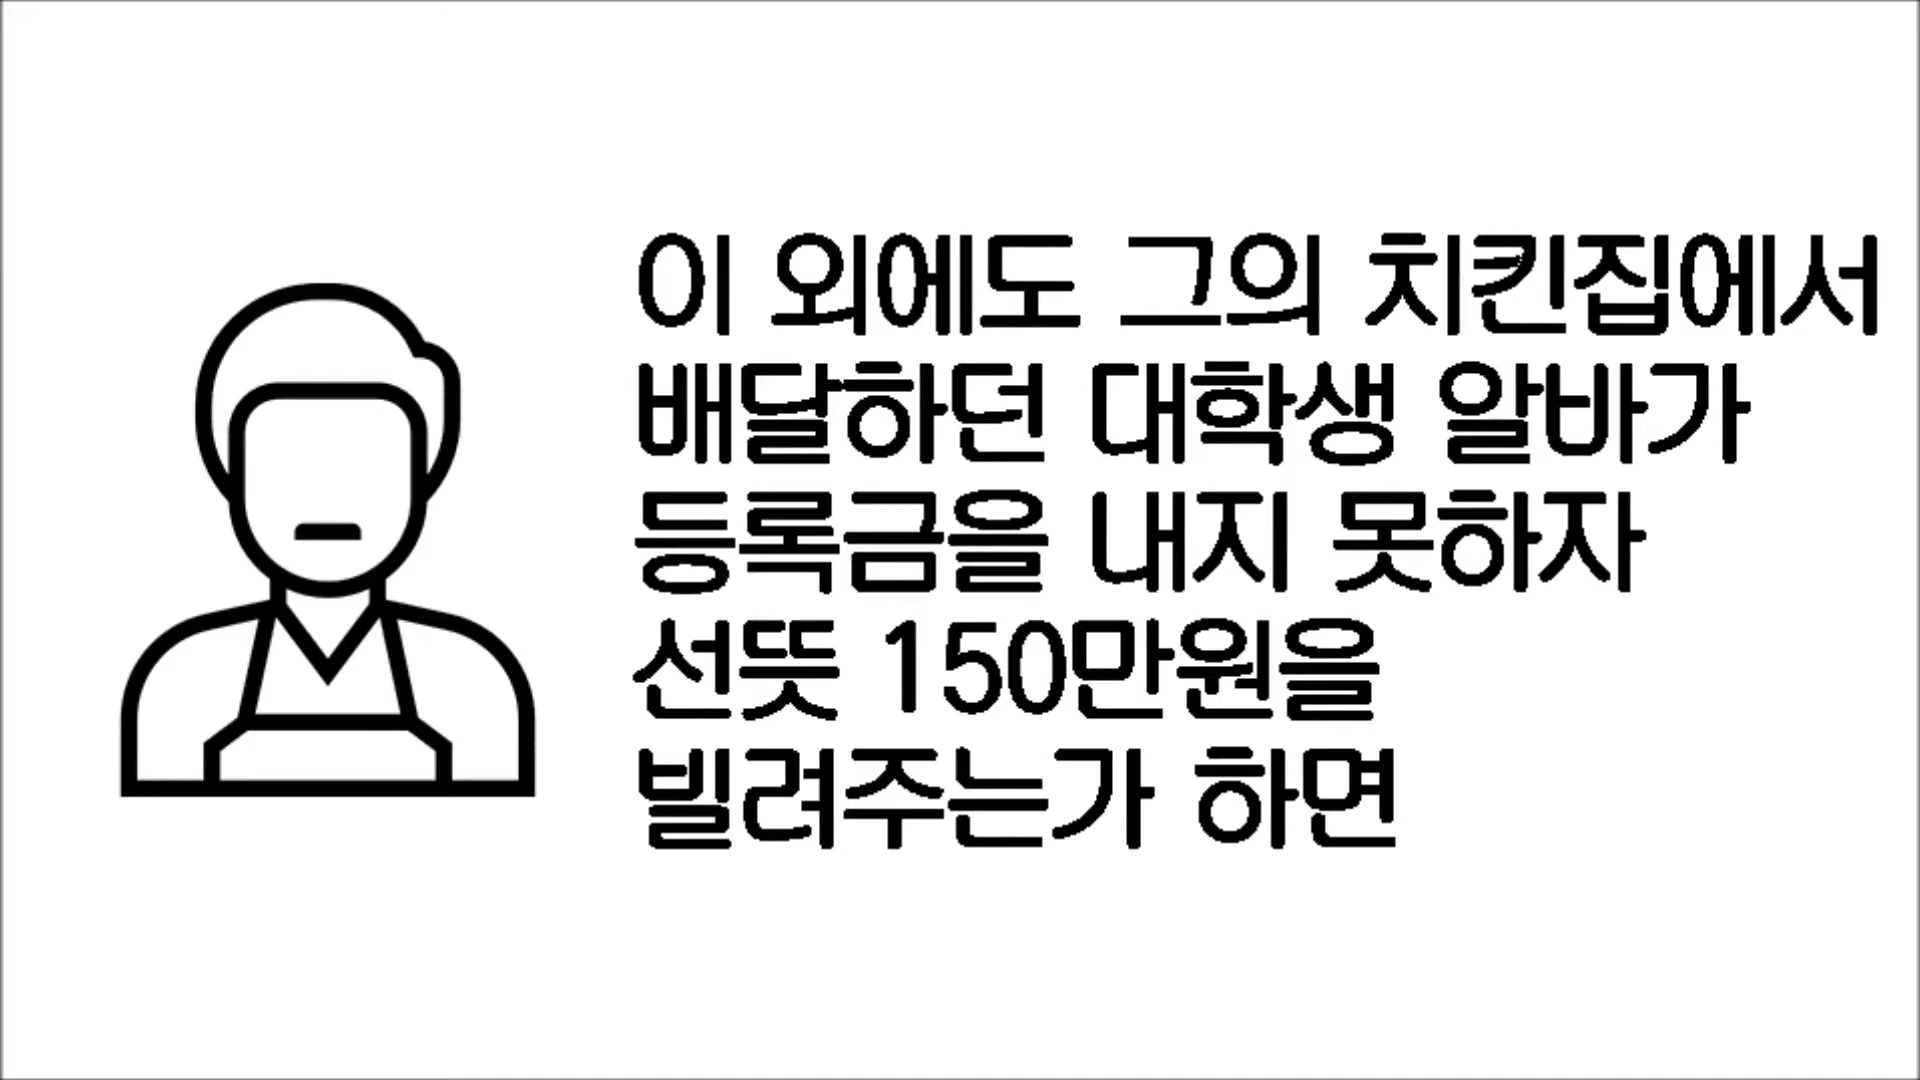 이 외에도 그의 치킨집에서
배달하던 대학생 알바가
등록금을 내지 못하자
선뜻 150만원을
빌려주는가 하면